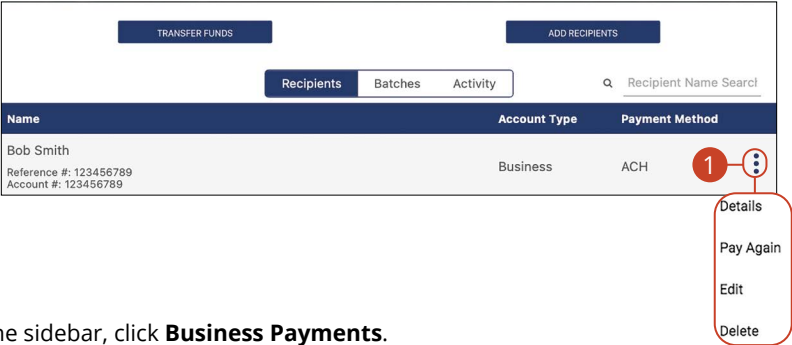 TRANSFER FUNDS ADD RECIPIENTS
Recipients Batches Activity Recipient Name Search
Name Account Type Payment Method
Bob Smith
Reference #: 123456789
Account #: 123456789
Business ACH 1
Details
Pay Again
Edit
Delete
sidebar, click Business Payments.